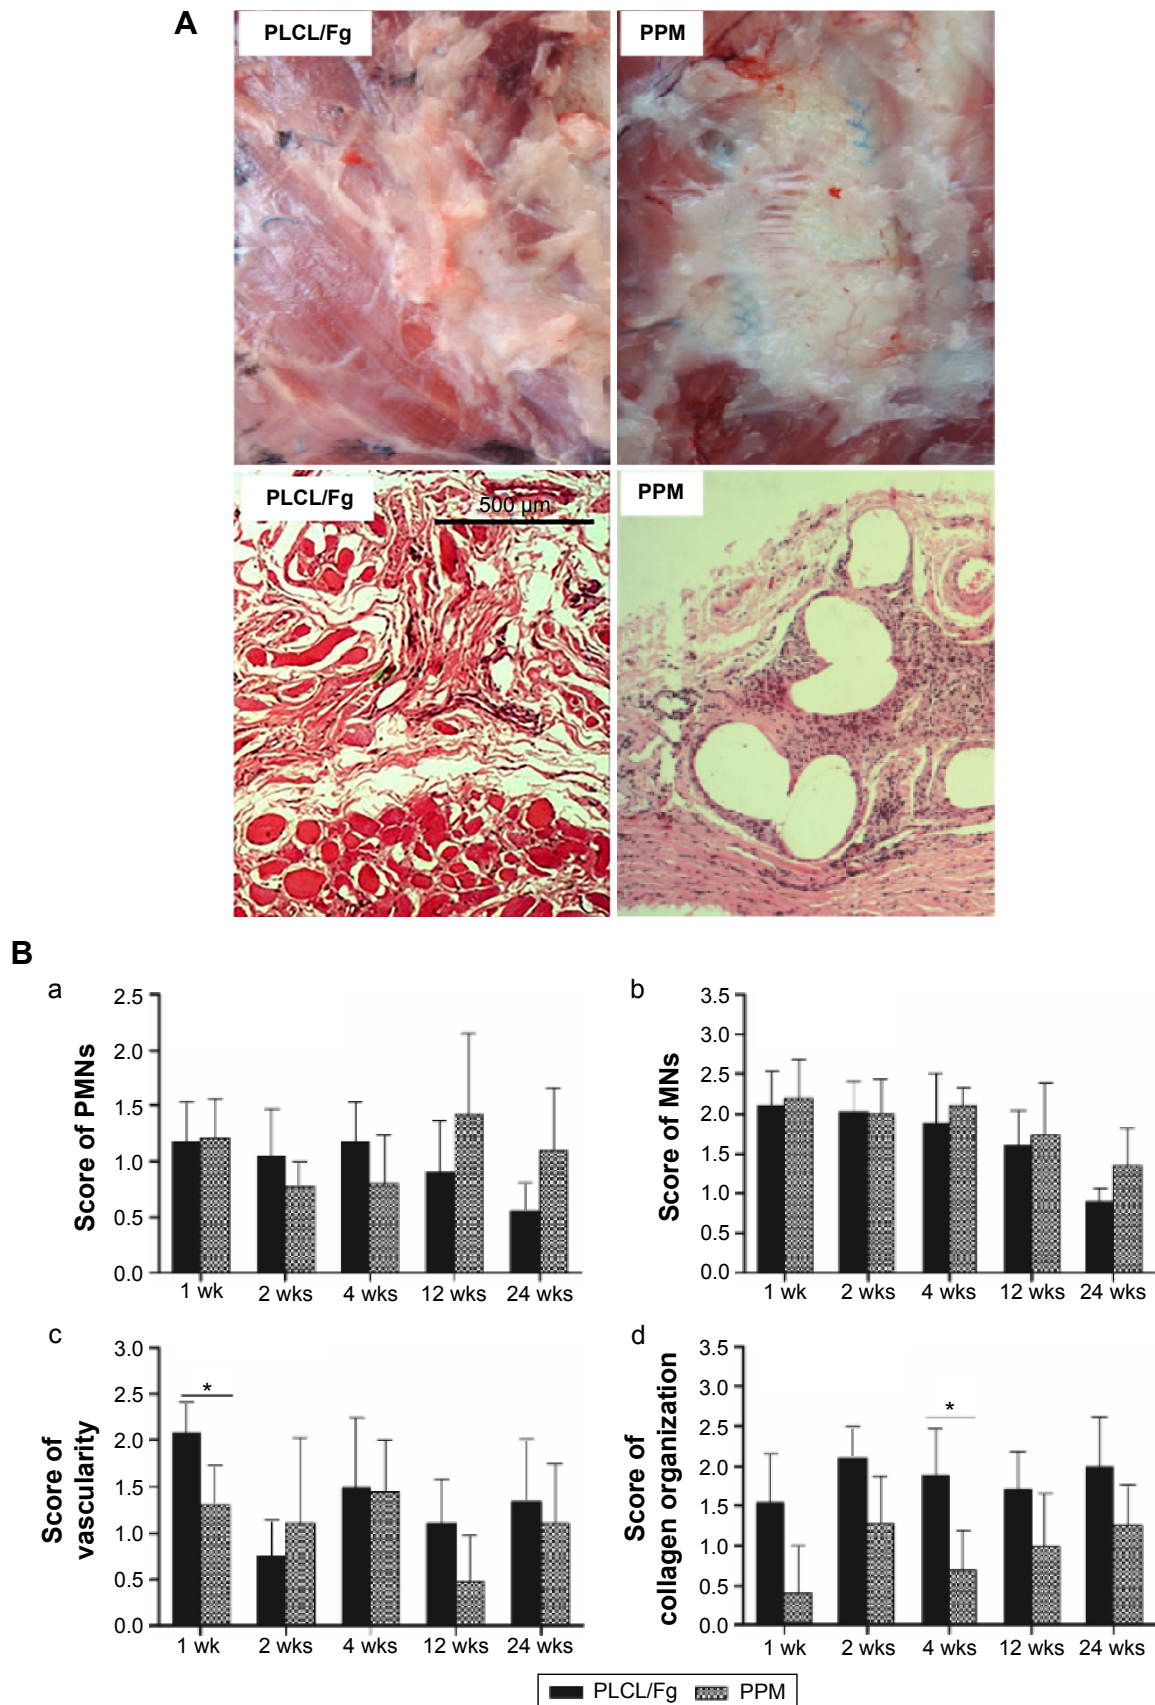 A
PLCL/Fg
PPM
PLCL/Fg
500 μm
PPM
B
a
Score of PMNs
2.5
2.0
1.5
1.0
0.5
0.0
1 wk
2 wks
4 wks
12 wks
24 wks
b
Score of MNs
3.5
3.0
2.5
2.0
1.5
1.0
0.5
0.0
1 wk
2 wks
4 wks
12 wks
24 wks
c
Score of
vascularity
3.0
2.5
2.0
1.5
1.0
0.5
0.0
*
1 wk
2 wks
4 wks
12 wks
24 wks
d
Score of
collagen organization
3.5
3.0
2.5
2.0
1.5
1.0
0.5
0.0
*
1 wk
2 wks
4 wks
12 wks
24 wks
PLCL/Fg
PPM